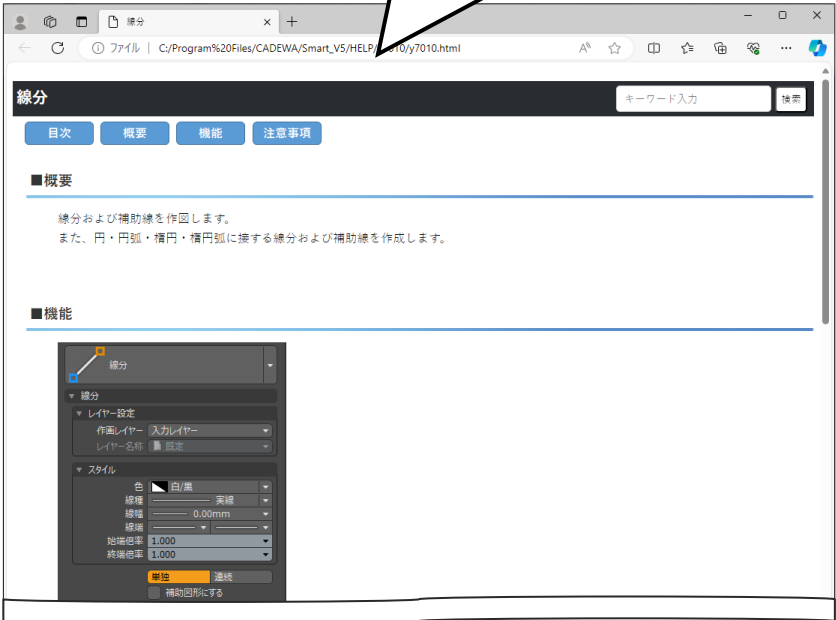 線分
ファイル
C:/Program%20Files/CADEWA/Smart_V5/HELP/ 010/y7010.html
線分
キーワード入力
検索
目次
概要
機能
注意事項
■概要
線分および補助線を作図します。
また、円・円弧・楕円・楕円弧に接する線分および補助線を作成します。
■機能
線分
線分
レイヤー設定
作画レイヤー 入力レイヤー
レイヤー名称 既定
スタイル
色 白/黒
線種 実線
線幅 0.00mm
線端
始端倍率 1.000
終端倍率 1.000
単独 連続
補助図形にする